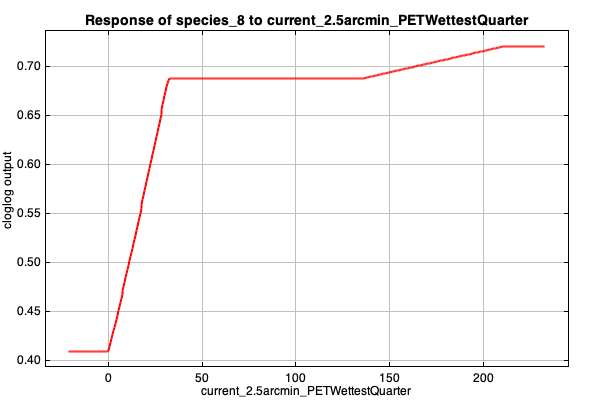 Response of species_8 to current_2.5arcmin_PETWettestQuarter
0.70
0.65
0.60
0.55
0.50
0.45
0.40
cloglog output
0 50 100 150 200
current_2.5arcmin_PETWettestQuarter